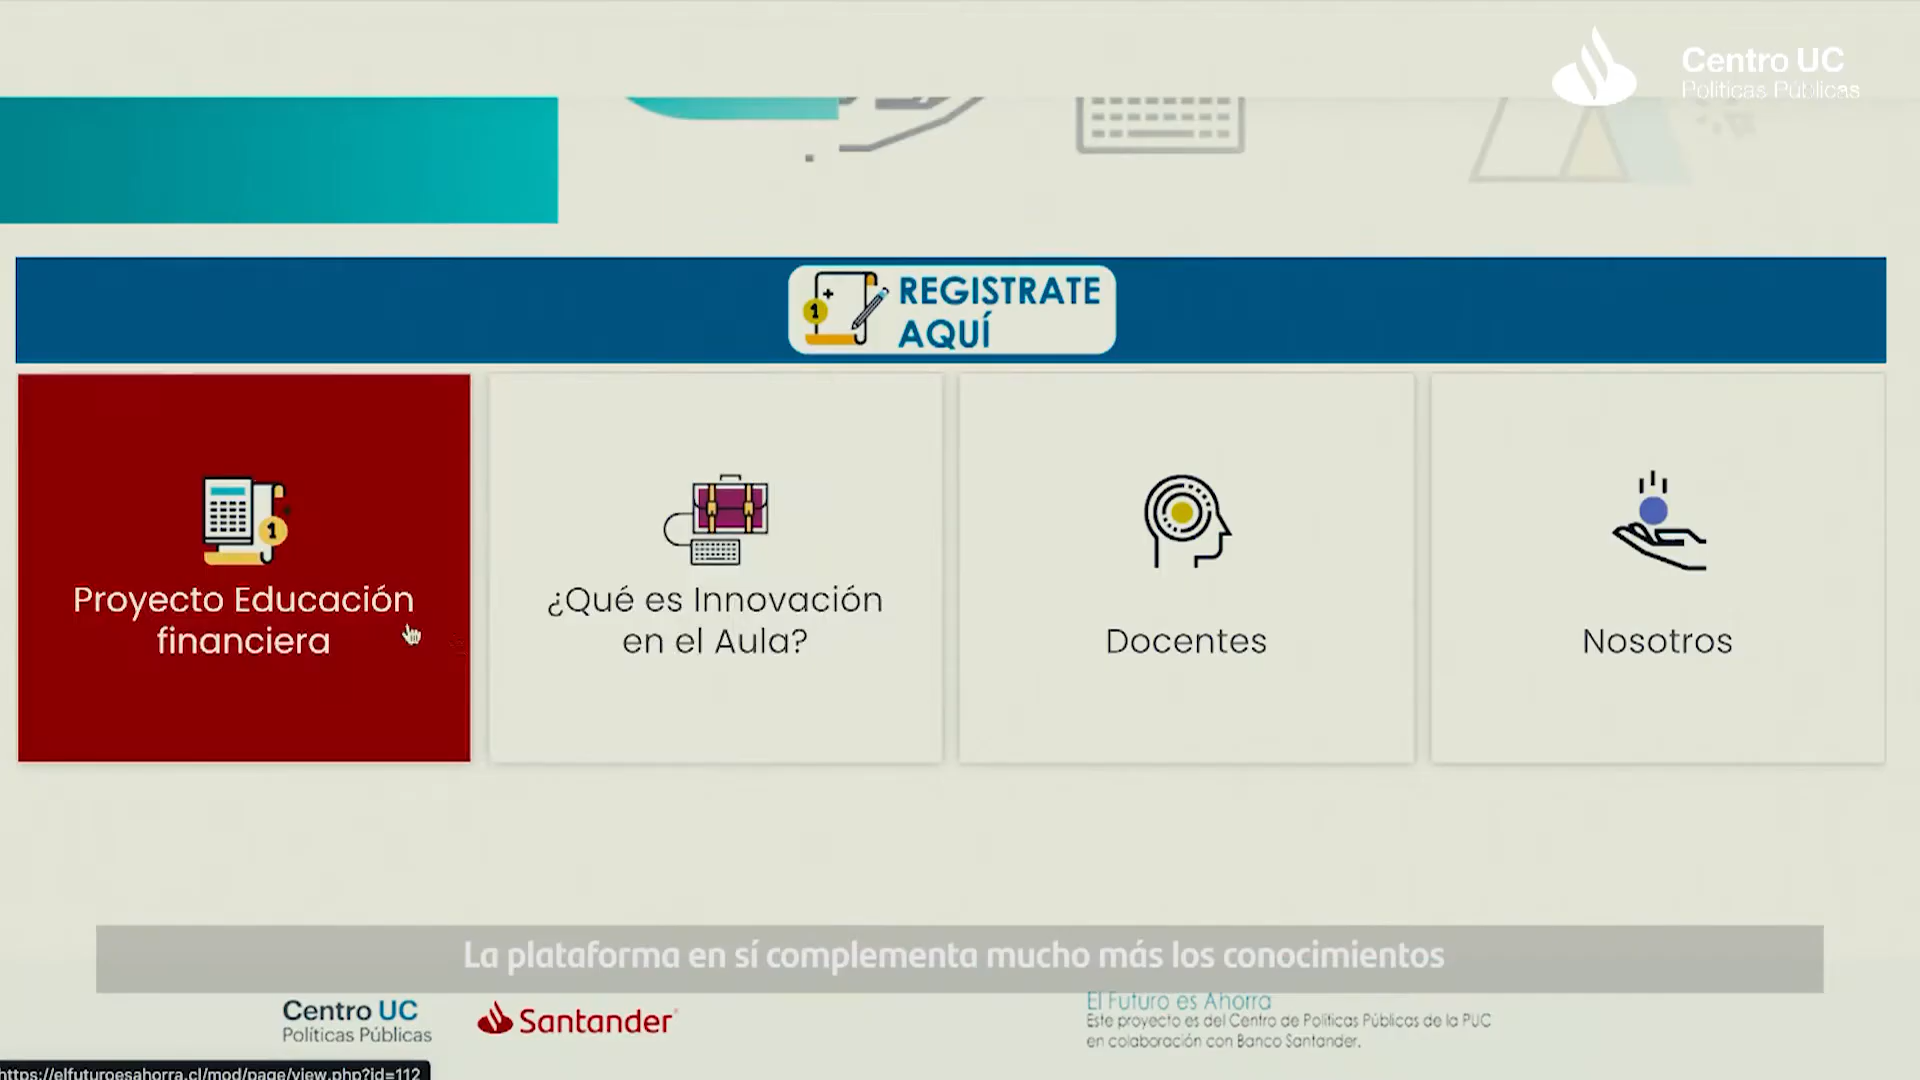 Centro UC
Políticas Públicas
REGISTRATE
AQUÍ
1
Proyecto Educación
financiera
1
¿Qué es Innovación
en el Aula?
Docentes
Nosotros
La plataforma en sí complementa mucho más los conocimientos
Centro UC
Políticas Públicas
Santander
El Futuro es Ahorra
Este proyecto es del Centro de Políticas Públicas de la PUC
en colaboración con Banco Santander.
https://elfuturoesahorra.cl/mod/page/view.php?id=112